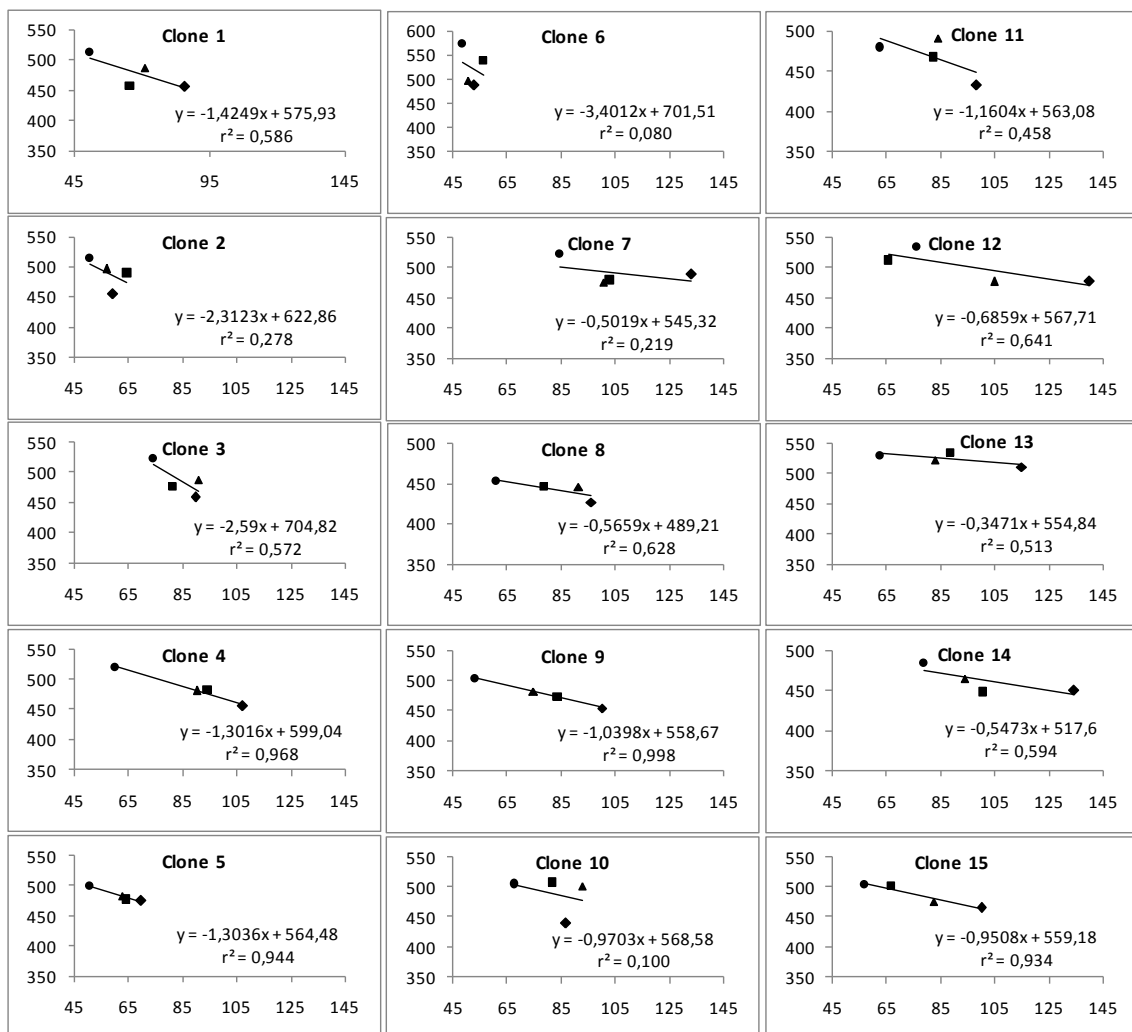 Clone 1
550
500
450
400
350
y = -1,4249x + 575,93
r² = 0,586
45 95 145
Clone 6
600
550
500
450
400
350
y = -3,4012x + 701,51
r² = 0,080
45 65 85 105 125 145
Clone 11
500
450
400
350
y = -1,1604x + 563,08
r² = 0,458
45 65 85 105 125 145
Clone 2
550
500
450
400
350
y = -2,3123x + 622,86
r² = 0,278
45 65 85 105 125 145
Clone 7
550
500
450
400
350
y = -0,5019x + 545,32
r² = 0,219
45 65 85 105 125 145
Clone 12
550
500
450
400
350
y = -0,6859x + 567,71
r² = 0,641
45 65 85 105 125 145
Clone 3
550
500
450
400
350
y = -2,59x + 704,82
r² = 0,572
45 65 85 105 125 145
Clone 8
500
450
400
350
y = -0,5659x + 489,21
r² = 0,628
45 65 85 105 125 145
Clone 13
550
500
450
400
350
y = -0,3471x + 554,84
r² = 0,513
45 65 85 105 125 145
Clone 4
550
500
450
400
350
y = -1,3016x + 599,04
r² = 0,968
45 65 85 105 125 145
Clone 9
550
500
450
400
350
y = -1,0398x + 558,67
r² = 0,998
45 65 85 105 125 145
Clone 14
500
450
400
350
y = -0,5473x + 517,6
r² = 0,594
45 65 85 105 125 145
Clone 5
550
500
450
400
350
y = -1,3036x + 564,48
r² = 0,944
45 65 85 105 125 145
Clone 10
550
500
450
400
350
y = -0,9703x + 568,58
r² = 0,100
45 65 85 105 125 145
Clone 15
550
500
450
400
350
y = -0,9508x + 559,18
r² = 0,934
45 65 85 105 125 145